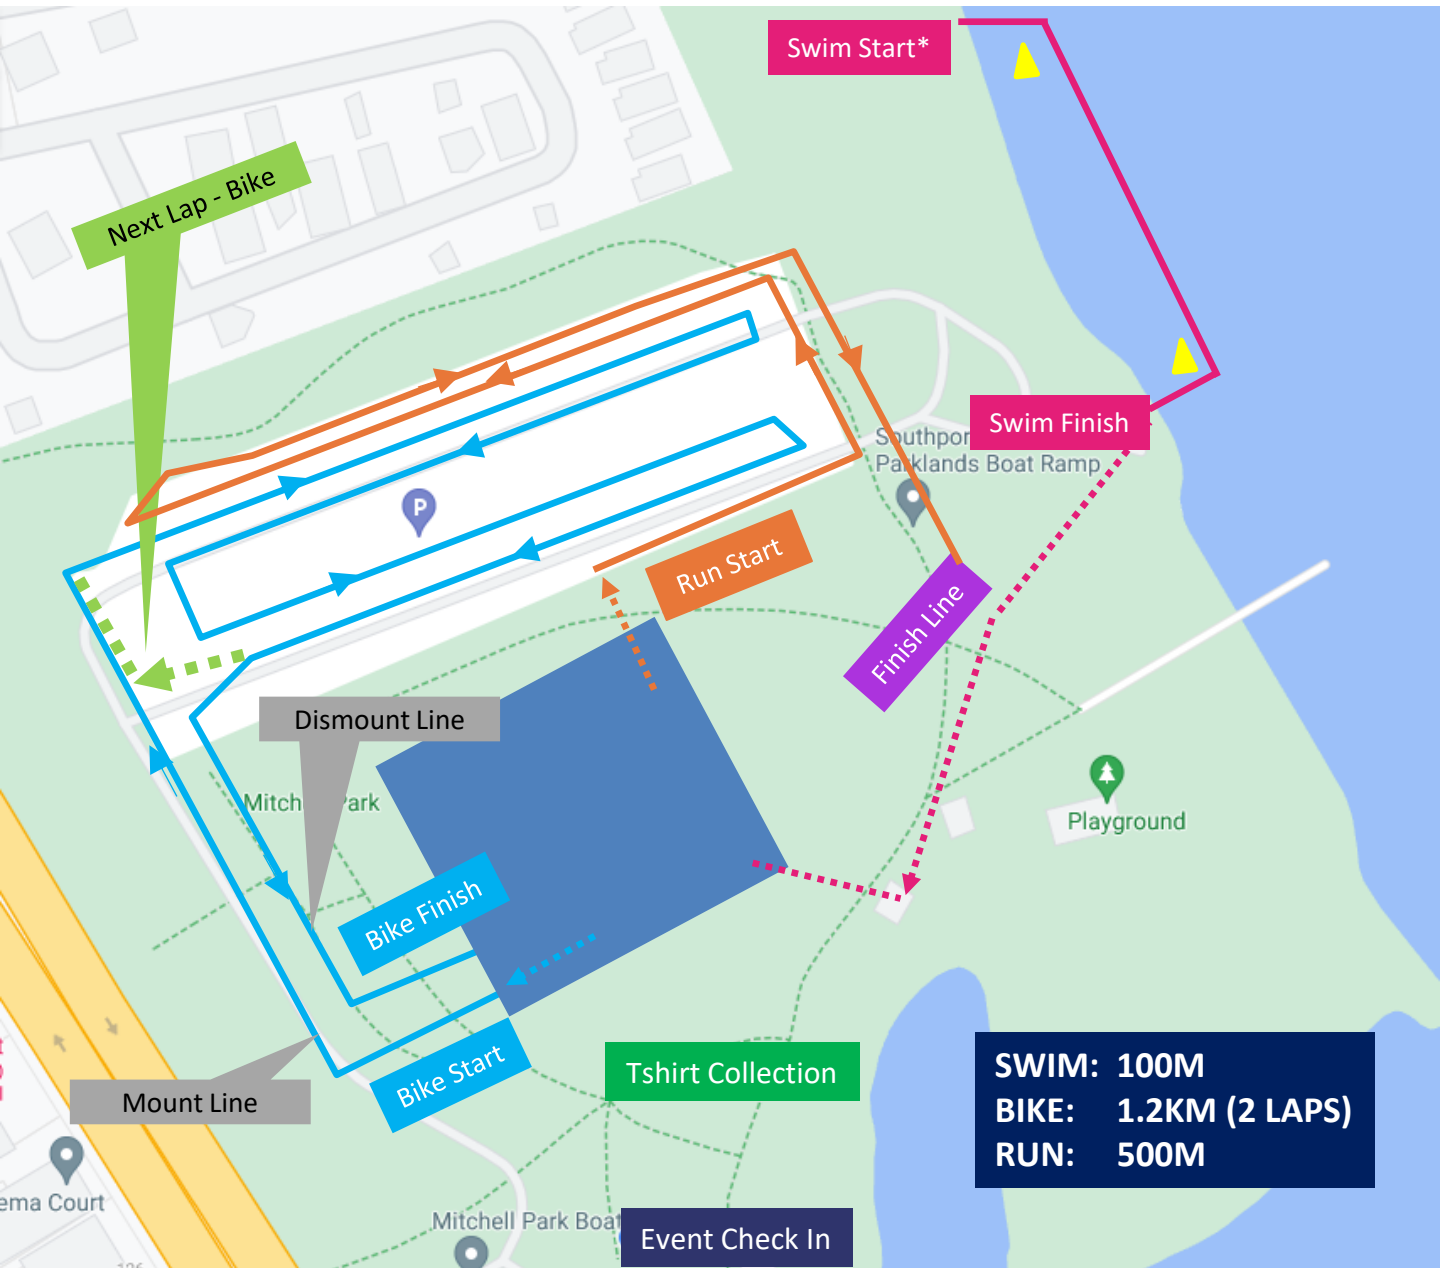 Swim Start*
Next Lap - Bike
P
Swim Finish
Southpor
Parklands Boat Ramp
Run Start
Finish Line
Dismount Line
Mitch
ark
Playground
Bike Finish
Bike Start
Mount Line
Tshirt Collection
SWIM: 100M
BIKE: 1.2KM (2 LAPS)
RUN: 500M
ema Court
Mitchell Park Boat
Event Check In